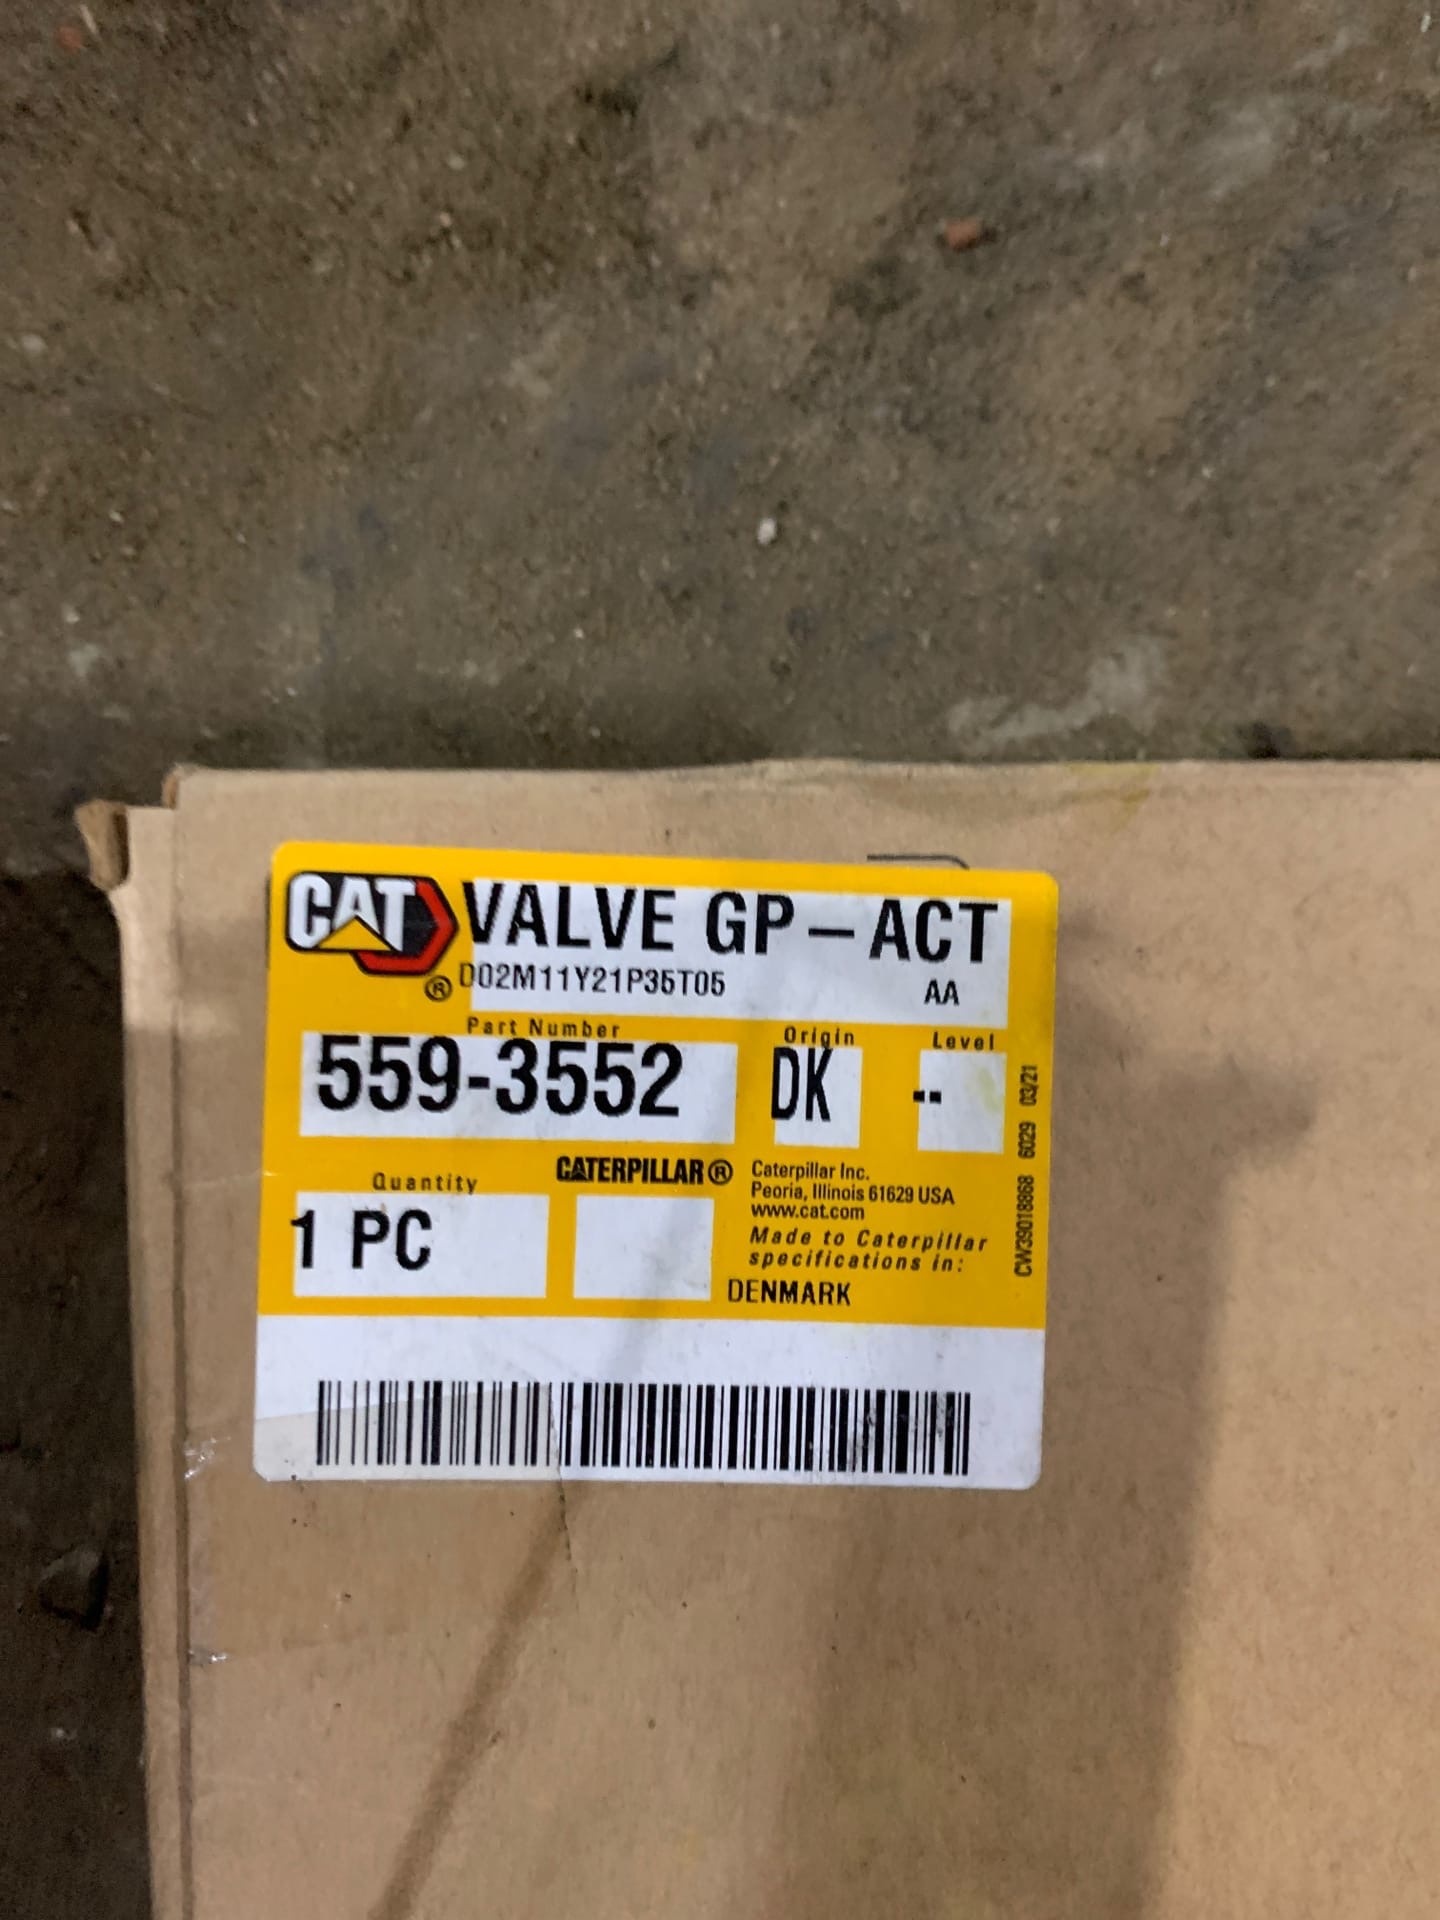 CAT
VALVE GP-ACT
® D02M11Y21P35T05 AA
Part Number Origin Level
559-3552 DK --
Quantity
1 PC
CATERPILLAR®
Caterpillar Inc.
Peoria, Illinois 61629 USA
www.cat.com
Made to Caterpillar
specifications in:
DENMARK
CW39018868 6029 03/21